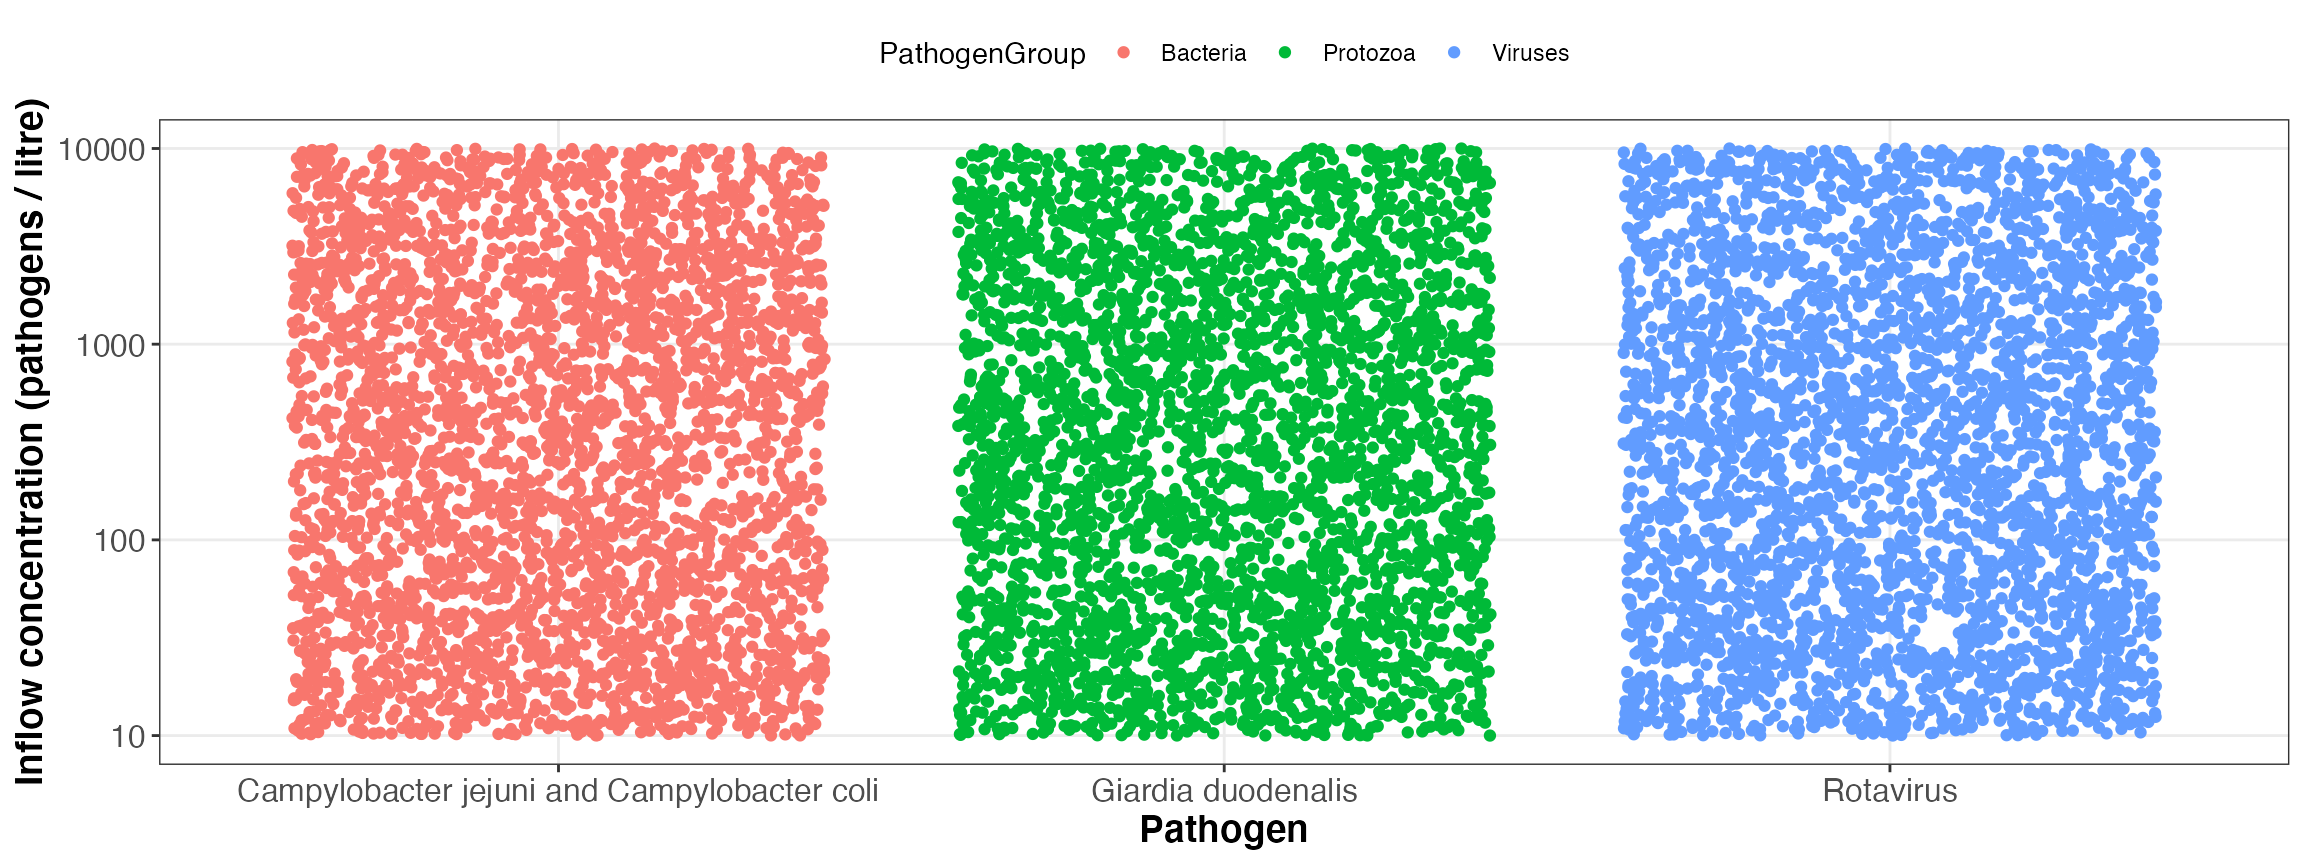 PathogenGroup Bacteria Protozoa Viruses
Inflow concentration (pathogens / litre)
10000
1000
100
10
Campylobacter jejuni and Campylobacter coli Giardia duodenalis Rotavirus
Pathogen